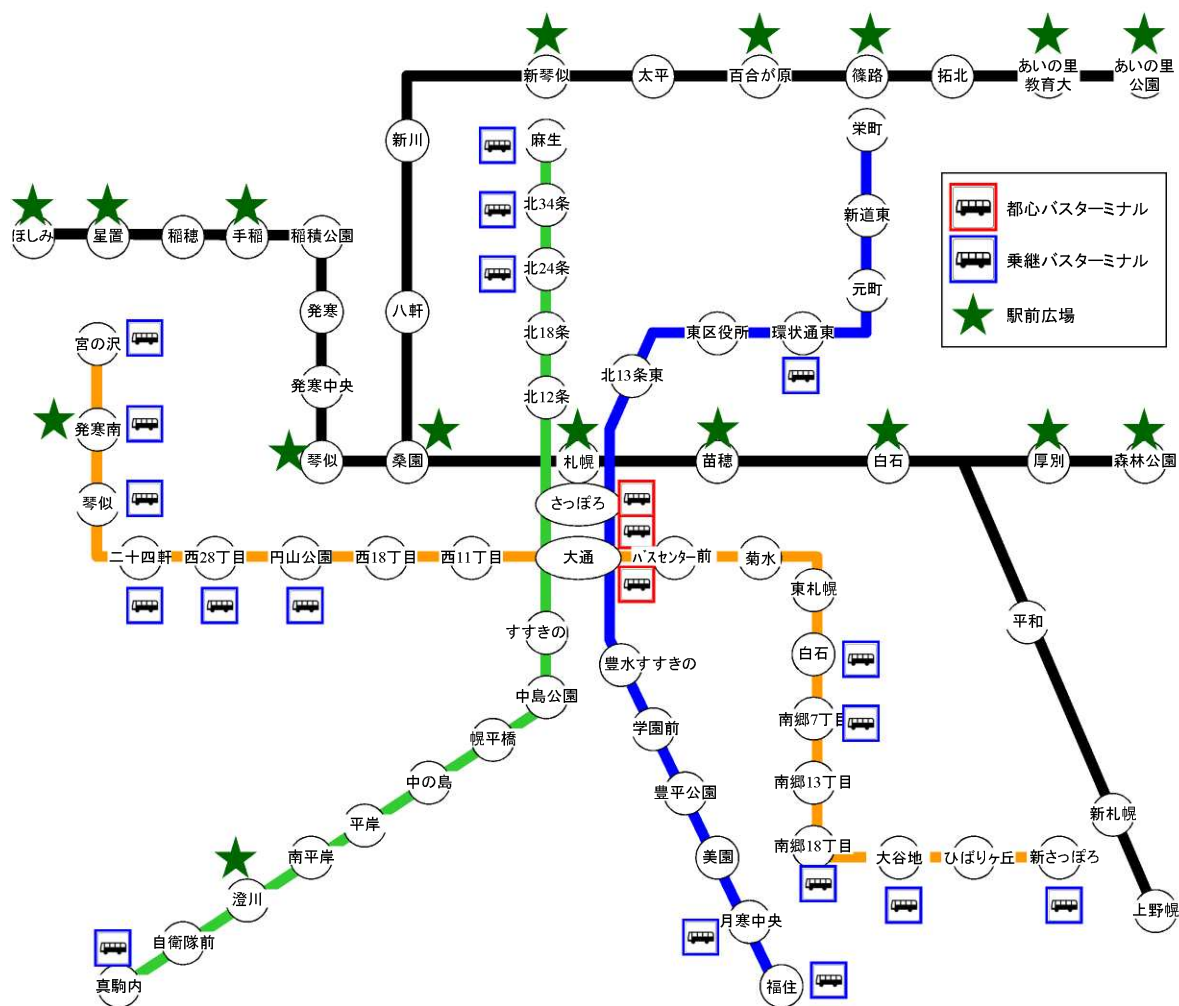 新琴似
太平
百合が原
篠路
拓北
あいの里
教育大
あいの里
公園
新川
麻生
栄町
北34条
新道東
都心バスターミナル
ほしみ
星置
稲穂
手稲
稲積公園
北24条
乗継バスターミナル
元町
発寒
八軒
駅前広場
宮の沢
北18条
東区役所
環状通東
北13条東
発寒中央
北12条
発寒南
琴似
桑園
札幌
苗穂
白石
厚別
森林公園
琴似
さっぽろ
二十四軒
西28丁目
円山公園
西18丁目
西11丁目
大通
バスセンター前
菊水
東札幌
すすきの
平和
白石
豊水すすきの
中島公園
南郷7丁目
学園前
幌平橋
中の島
南郷13丁目
豊平公園
新札幌
平岸
南郷18丁目
南平岸
美園
大谷地
ひばりヶ丘
新さっぽろ
澄川
月寒中央
上野幌
自衛隊前
真駒内
福住